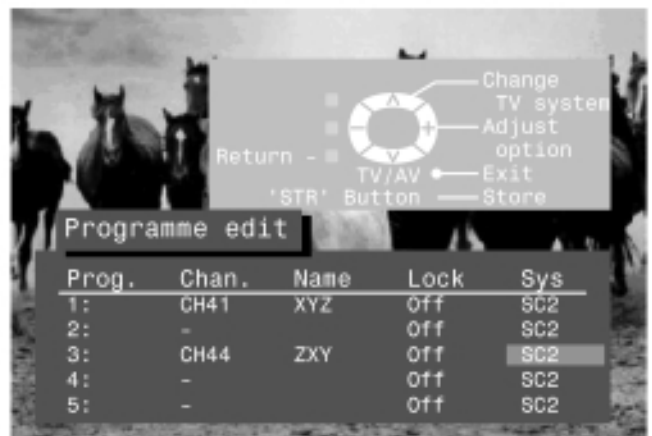 Change
TV system
Adjust
option
Return -
TV/AV
Exit
'STR' Button
Store
Programme edit
Prog. Chan. Name Lock Sys
1: CH41 XYZ Off SC2
2: - Off SC2
3: CH44 ZXY Off SC2
4: - Off SC2
5: - Off SC2